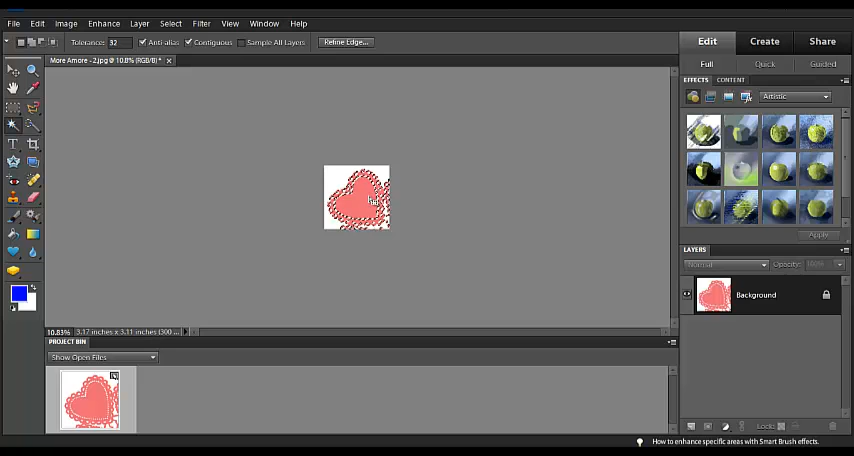 File Edit Image Enhance Layer Select Filter View Window Help
Tolerance: 32 Anti-alias Contiguous Sample All Layers Refine Edge...
Edit Create Share
More Amore - 2.jpg @ 10.8% (RGB/8) * ×
Full Quick Guided
EFFECTS CONTENT
Artistic
Apply
LAYERS
Normal Opacity: 100%
Background
10.83% 3.17 inches x 3.11 inches (300 ...
PROJECT BIN
Show Open Files
Lock:
How to enhance specific areas with Smart Brush effects.